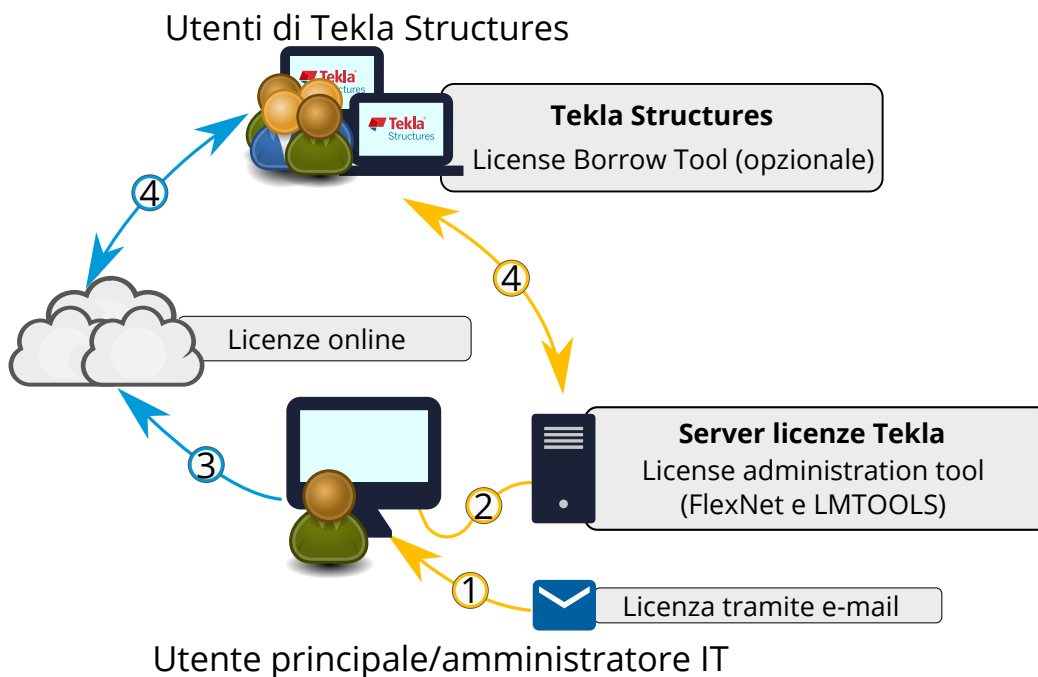 Utenti di Tekla Structures
Tekla
Structures
Tekla
Structures
Tekla Structures
License Borrow Tool (opzionale)
4
4
Licenze online
3
2
Server licenze Tekla
License administration tool
(FlexNet e LMTOOLS)
1
Licenza tramite e-mail
Utente principale/amministratore IT